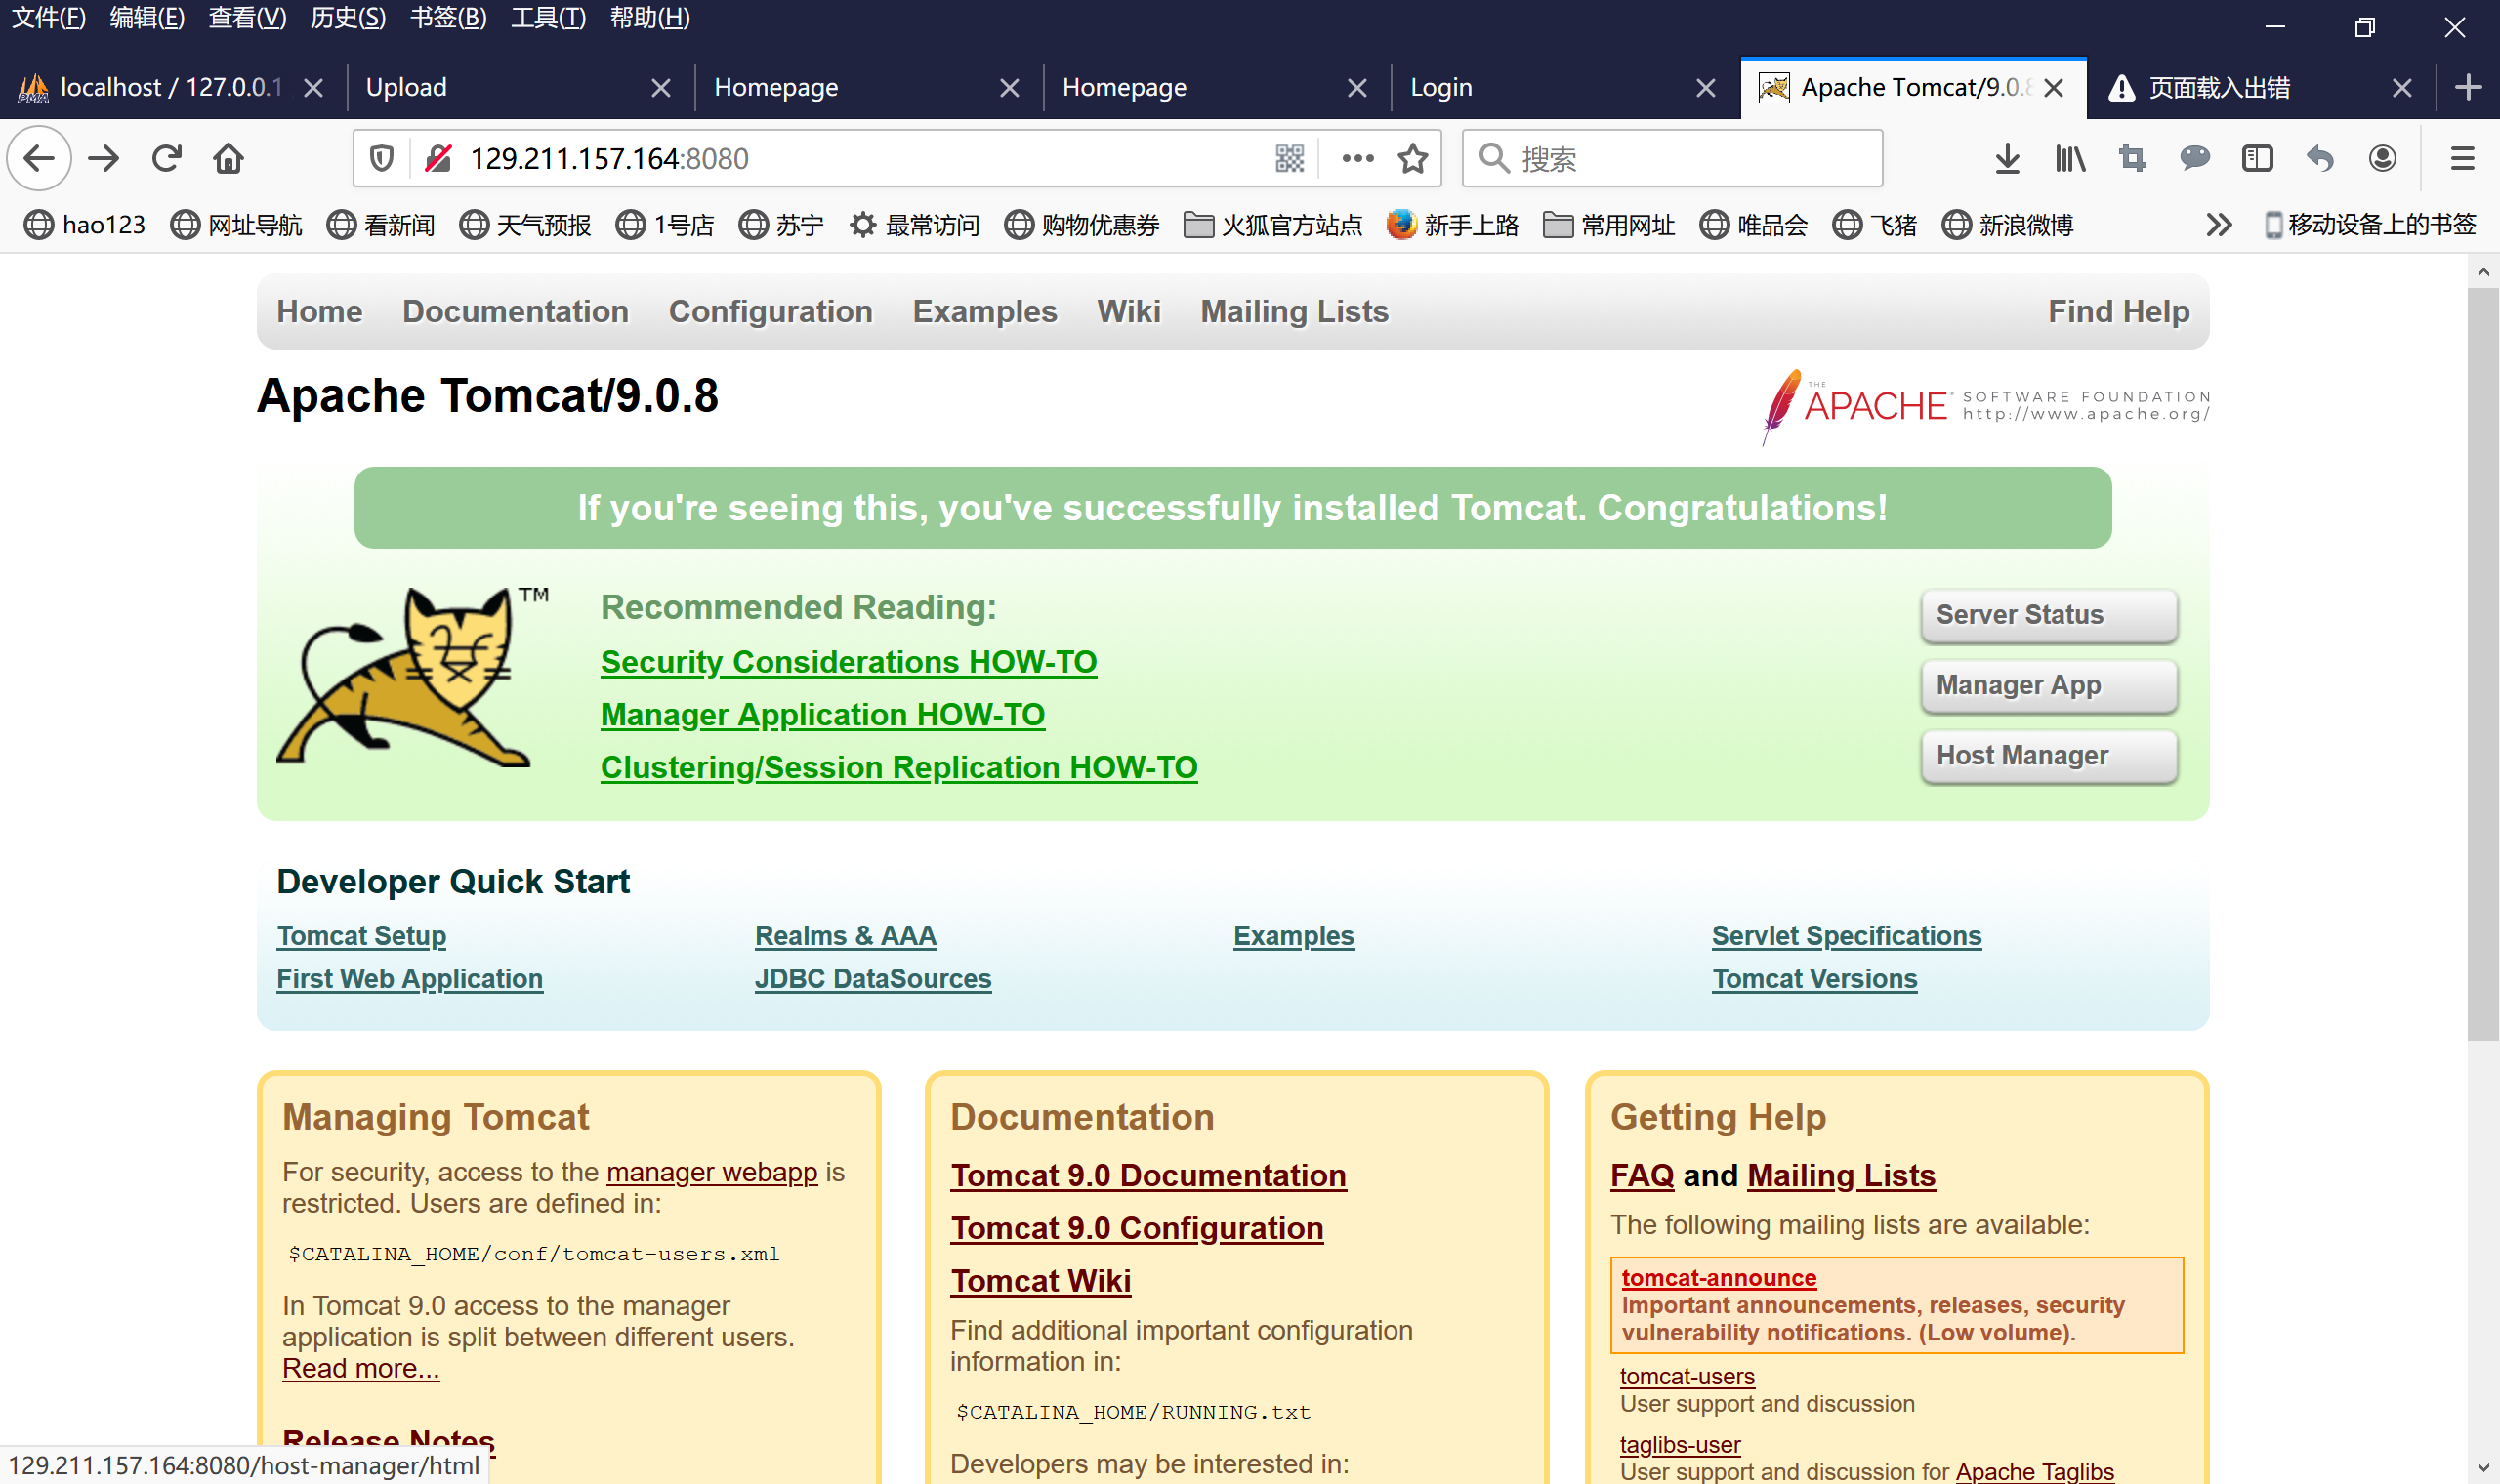 文件(F) 编辑(E) 查看(V) 历史(S) 书签(B) 工具(T) 帮助(H)
localhost / 127.0.0.1 Upload Homepage Homepage Login Apache Tomcat/9.0.8 页面载入出错
129.211.157.164:8080 搜索
hao123 网址导航 看新闻 天气预报 1号店 苏宁 最常访问 购物优惠券 火狐官方站点 新手上路 常用网址 唯品会 飞猪 新浪微博 移动设备上的书签
Home Documentation Configuration Examples Wiki Mailing Lists Find Help
Apache Tomcat/9.0.8
THE APACHE® SOFTWARE FOUNDATION
http://www.apache.org/
If you're seeing this, you've successfully installed Tomcat. Congratulations!
TM
Recommended Reading:
Security Considerations HOW-TO
Manager Application HOW-TO
Clustering/Session Replication HOW-TO
Server Status
Manager App
Host Manager
Developer Quick Start
Tomcat Setup Realms & AAA Examples Servlet Specifications
First Web Application JDBC DataSources Tomcat Versions
Managing Tomcat
For security, access to the manager webapp is
restricted. Users are defined in:
$CATALINA_HOME/conf/tomcat-users.xml
In Tomcat 9.0 access to the manager
application is split between different users.
Read more...
Release Notes
Documentation
Tomcat 9.0 Documentation
Tomcat 9.0 Configuration
Tomcat Wiki
Find additional important configuration
information in:
$CATALINA_HOME/RUNNING.txt
Developers may be interested in:
Getting Help
FAQ and Mailing Lists
The following mailing lists are available:
tomcat-announce
Important announcements, releases, security
vulnerability notifications. (Low volume).
tomcat-users
User support and discussion
taglibs-user
User support and discussion for Apache Taglibs
129.211.157.164:8080/host-manager/html